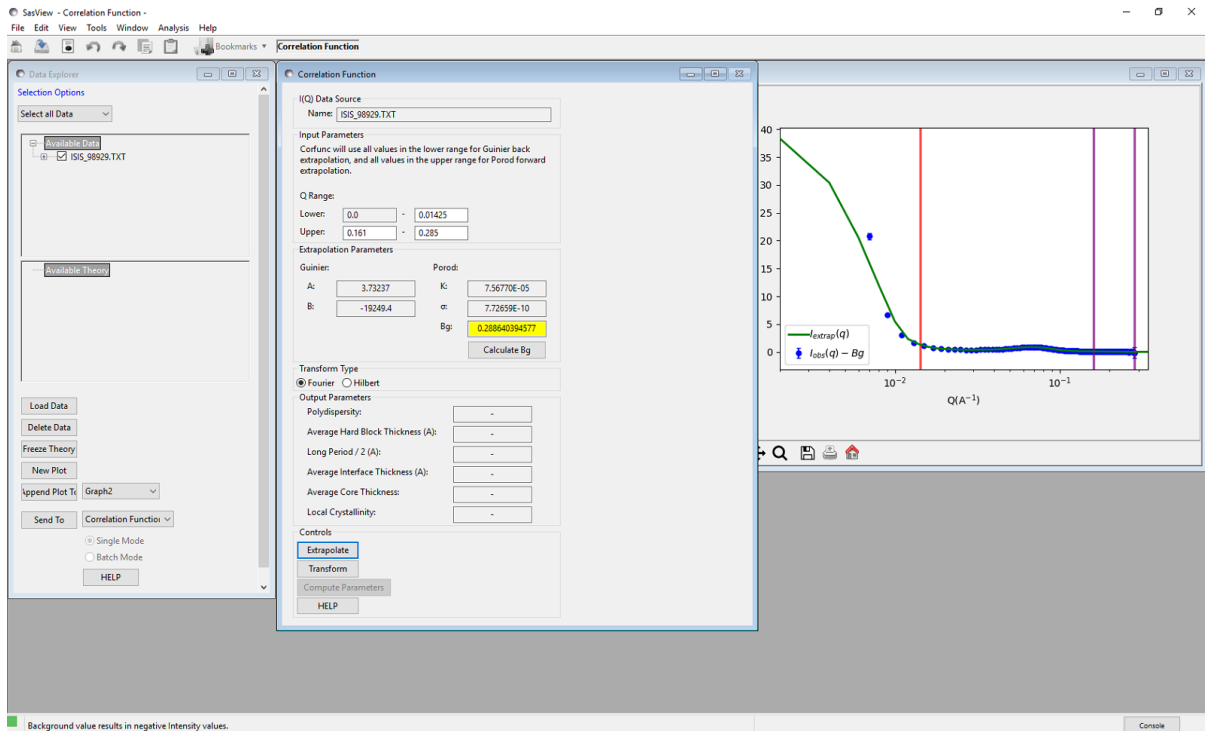 SasView - Correlation Function -
File Edit View Tools Window Analysis Help
Bookmarks Correlation Function
Data Explorer
Selection Options
Select all Data
Available Data
ISIS_98929.TXT
Available Theory
Load Data
Delete Data
Freeze Theory
New Plot
Append Plot To Graph2
Send To Correlation Function
Single Mode
Batch Mode
HELP
Correlation Function
I(Q) Data Source
Name: ISIS_98929.TXT
Input Parameters
Corfunc will use all values in the lower range for Guinier back
extrapolation, and all values in the upper range for Porod forward
extrapolation.
Q Range:
Lower: 0.0 - 0.01425
Upper: 0.161 - 0.285
Extrapolation Parameters
Guinier: Porod:
A: 3.73237 K: 7.56770E-05
B: -19249.4 σ: 7.72659E-10
Bg: 0.288640394577
Calculate Bg
Transform Type
Fourier Hilbert
Output Parameters
Polydispersity: -
Average Hard Block Thickness (A): -
Long Period / 2 (A): -
Average Interface Thickness (A): -
Average Core Thickness: -
Local Crystallinity: -
Controls
Extrapolate
Transform
Compute Parameters
HELP
40
35
30
25
20
15
10
5
0
I_extrap(q)
I_obs(q) − Bg
10⁻² 10⁻¹
Q(A⁻¹)
Background value results in negative Intensity values.
Console